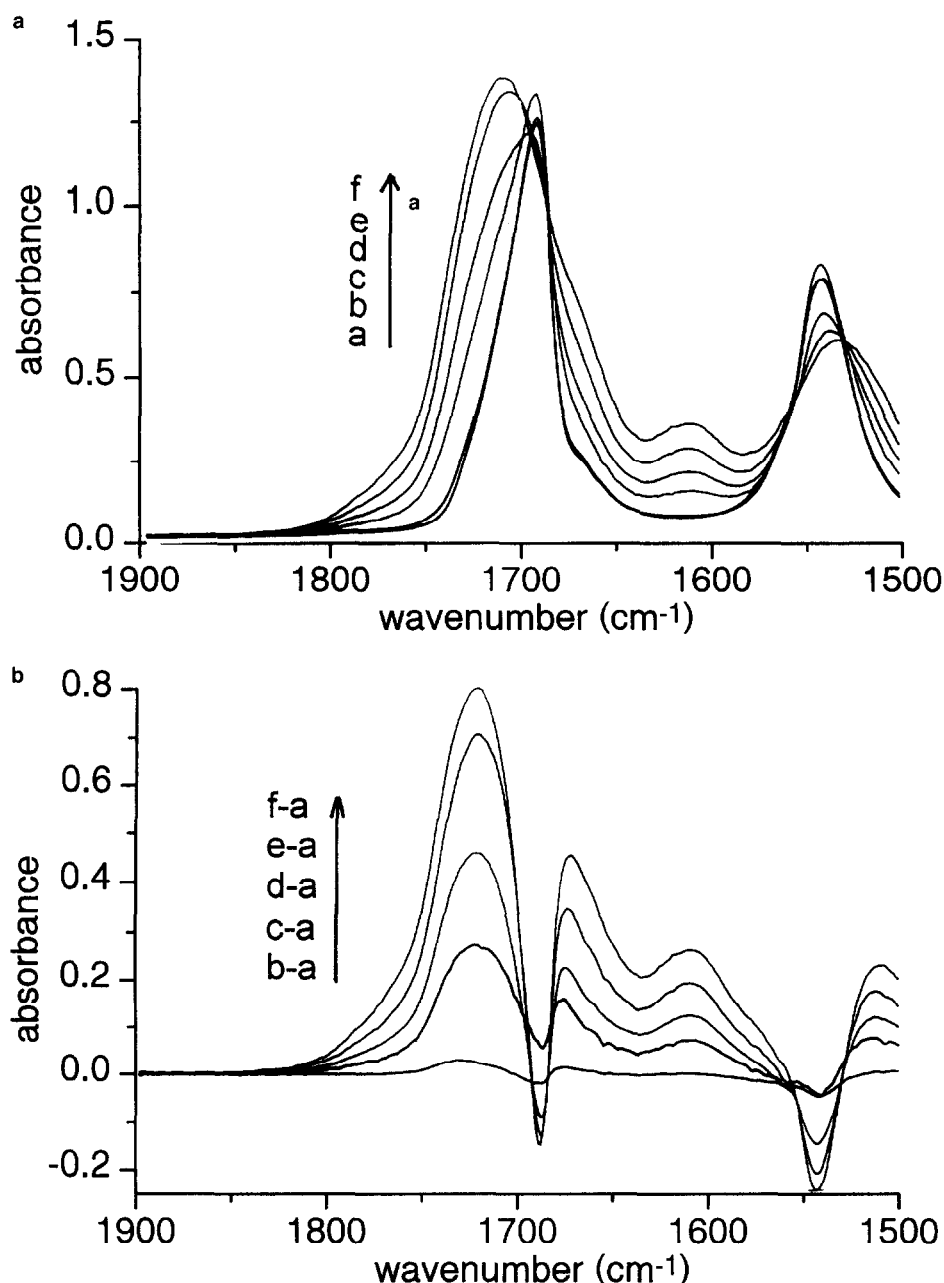 a
1.5
1.0
0.5
0.0
absorbance
f
e
d
c
b
a
a
1900
1800
1700
1600
1500
wavenumber (cm-1)
b
0.8
0.6
0.4
0.2
0.0
-0.2
absorbance
f-a
e-a
d-a
c-a
b-a
1900
1800
1700
1600
1500
wavenumber (cm-1)